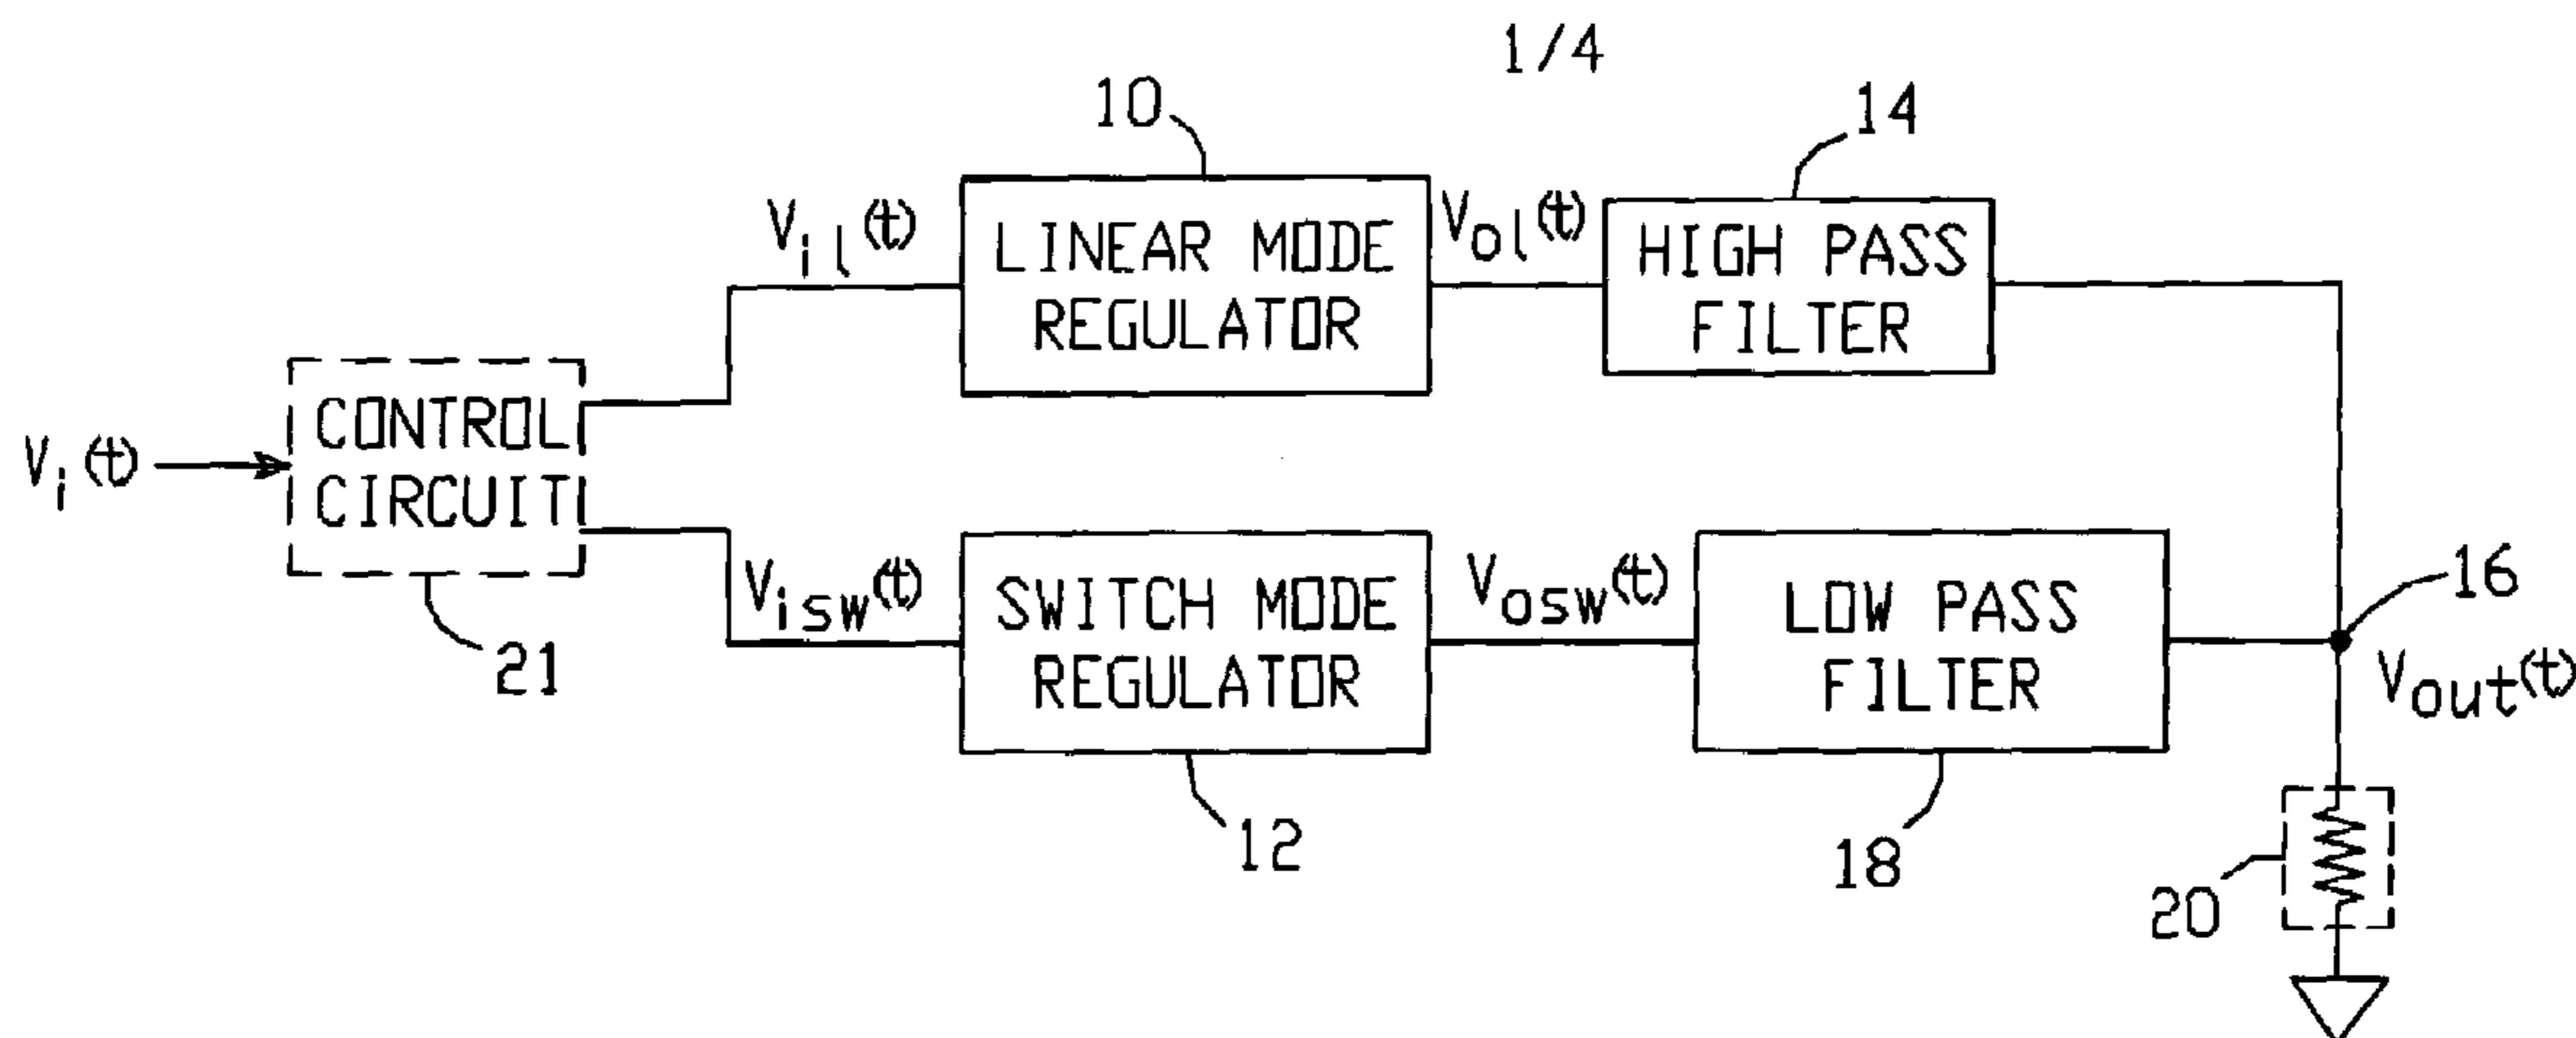 1/4
10
14
V_il(t)
LINEAR MODE
REGULATOR
V_ol(t)
HIGH PASS
FILTER
V_i(t)
CONTROL
CIRCUIT
21
V_isw(t)
SWITCH MODE
REGULATOR
12
V_osw(t)
LOW PASS
FILTER
18
16
V_out(t)
20